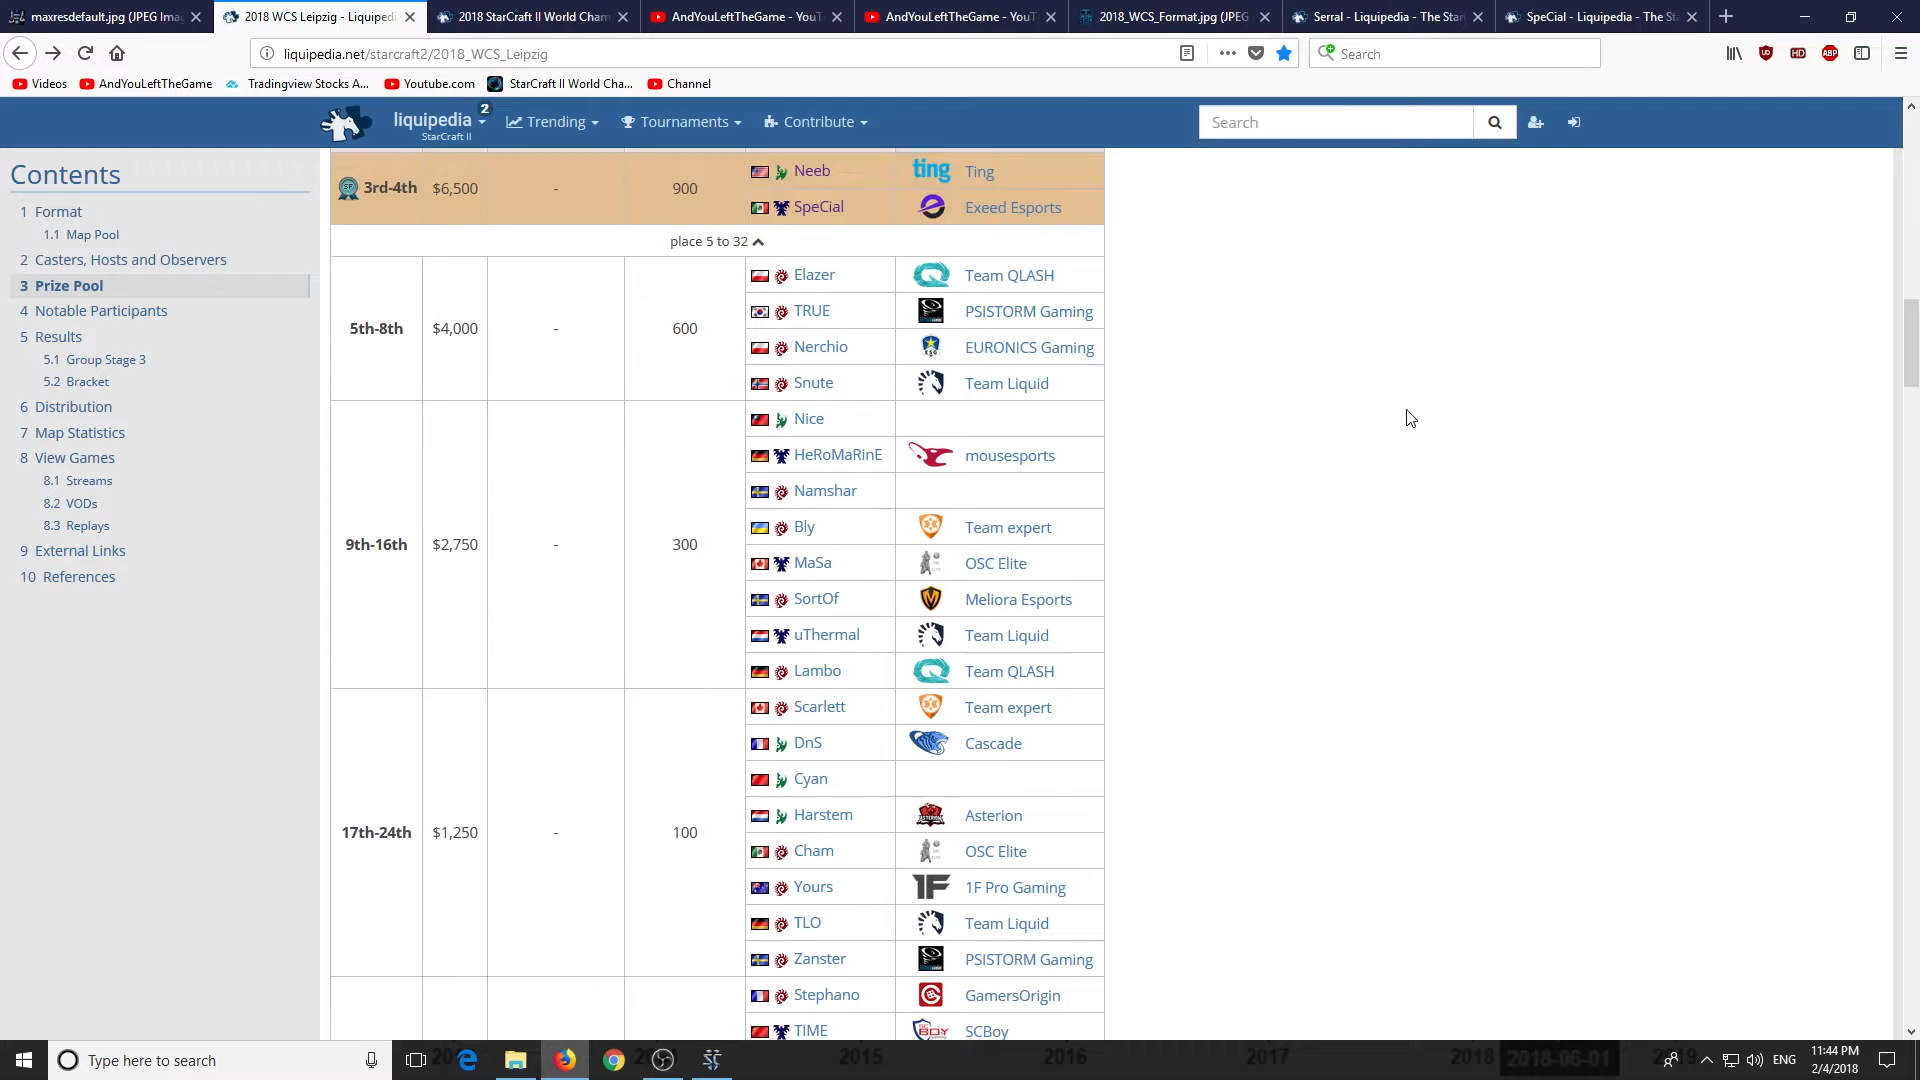 maxresdefault.jpg (JPEG Ima
2018 WCS Leipzig - Liquiped
2018 StarCraft II World Cham
AndYouLeftTheGame - YouT
AndYouLeftTheGame - YouT
2018_WCS_Format.jpg (JPEG
Serral - Liquipedia - The Star
SpeCial - Liquipedia - The St
liquipedia.net/starcraft2/2018_WCS_Leipzig
Search
Videos
AndYouLeftTheGame
Tradingview Stocks A...
Youtube.com
StarCraft II World Cha...
Channel
liquipedia 2
StarCraft II
Trending
Tournaments
Contribute
Search
Contents
1 Format
1.1 Map Pool
2 Casters, Hosts and Observers
3 Prize Pool
4 Notable Participants
5 Results
5.1 Group Stage 3
5.2 Bracket
6 Distribution
7 Map Statistics
8 View Games
8.1 Streams
8.2 VODs
8.3 Replays
9 External Links
10 References
3rd-4th $6,500 - 900
Neeb ting Ting
SpeCial Exeed Esports
place 5 to 32
5th-8th $4,000 - 600
Elazer Team QLASH
TRUE PSISTORM Gaming
Nerchio EURONICS Gaming
Snute Team Liquid
9th-16th $2,750 - 300
Nice
HeRoMaRinE mousesports
Namshar
Bly Team expert
MaSa OSC Elite
SortOf Meliora Esports
uThermal Team Liquid
Lambo Team QLASH
17th-24th $1,250 - 100
Scarlett Team expert
DnS Cascade
Cyan
Harstem Asterion
Cham OSC Elite
Yours 1F 1F Pro Gaming
TLO Team Liquid
Zanster PSISTORM Gaming
Stephano GamersOrigin
TIME SCBoy
Type here to search
2015
2016
2017
2018
2018-06-01
ENG
11:44 PM
2/4/2018